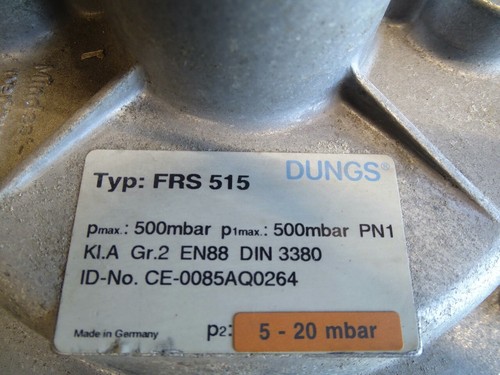 DUNGS®
Typ: FRS 515
pmax.: 500mbar p1max.: 500mbar PN1
Kl.A Gr.2 EN88 DIN 3380
ID-No. CE-0085AQ0264
Made in Germany p2: 5 - 20 mbar